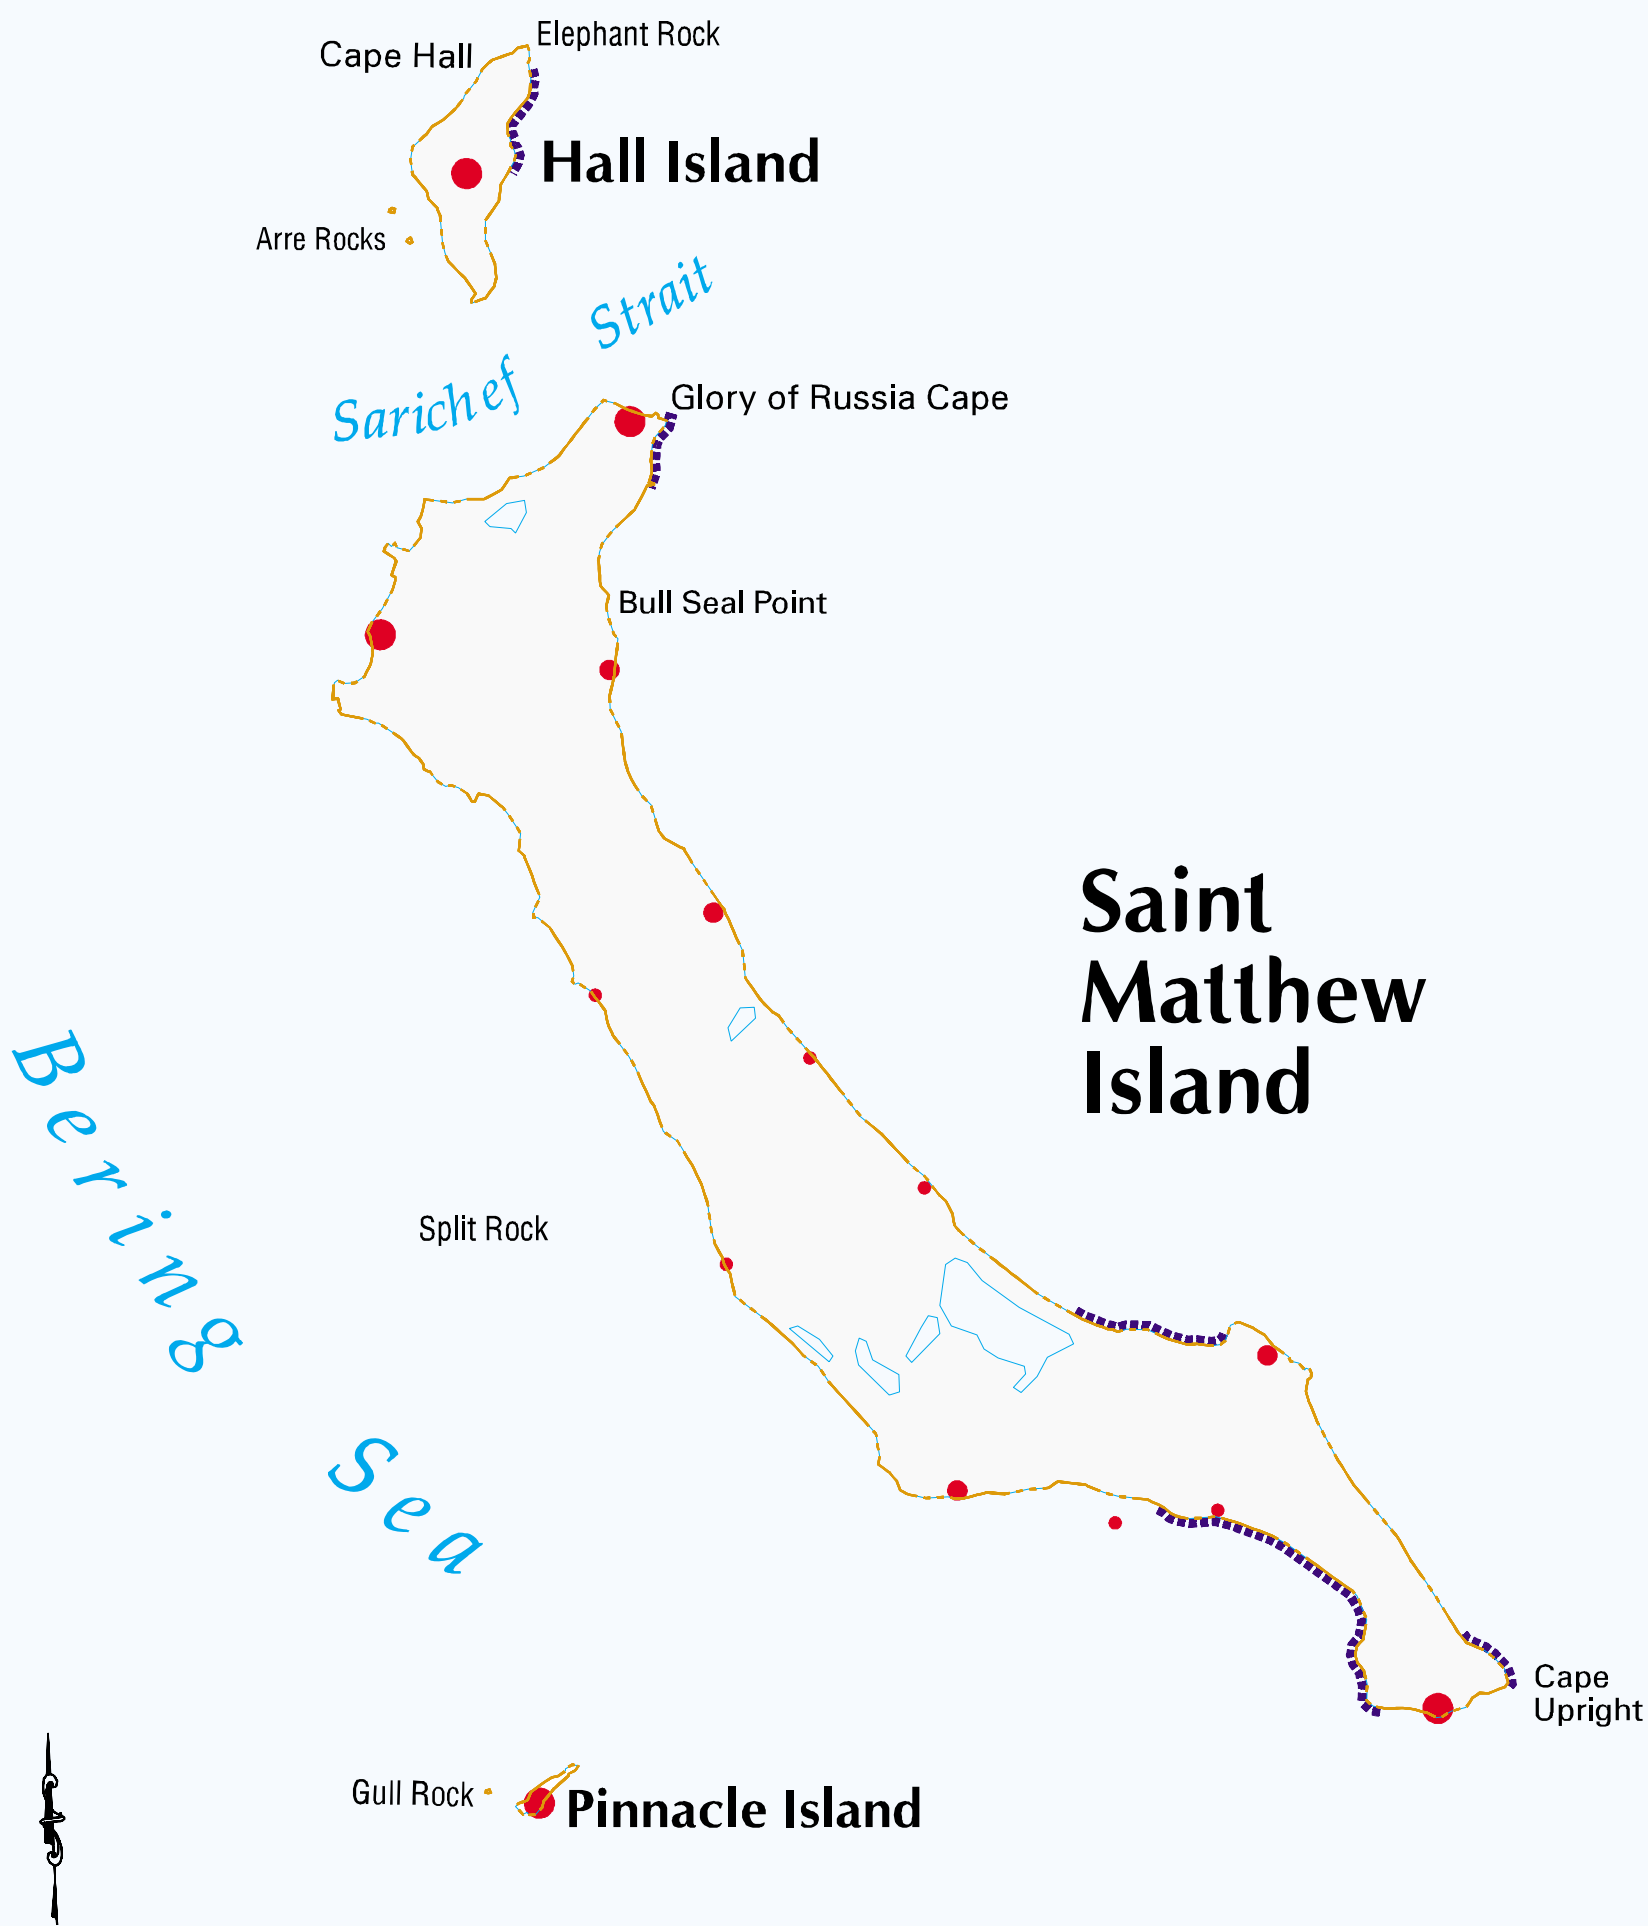 Elephant Rock
Cape Hall
Hall Island
Arre Rocks
Sarichef Strait
Glory of Russia Cape
Bull Seal Point
Saint
Matthew
Island
Bering Sea
Split Rock
Cape
Upright
Gull Rock
Pinnacle Island